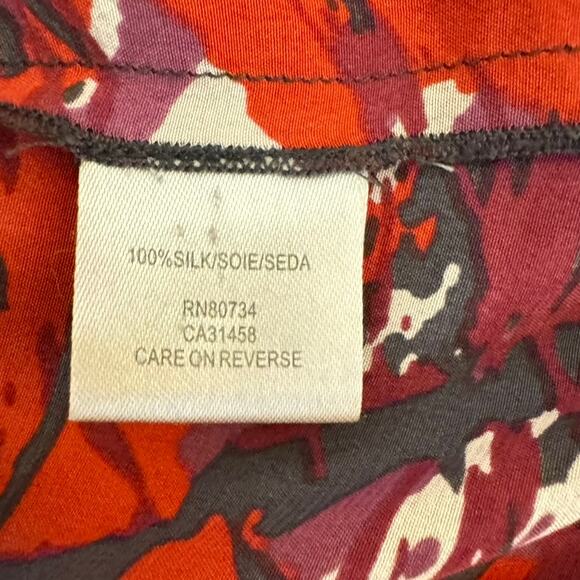 100%SILK/SOIE/SEDA
RN80734
CA31458
CARE ON REVERSE